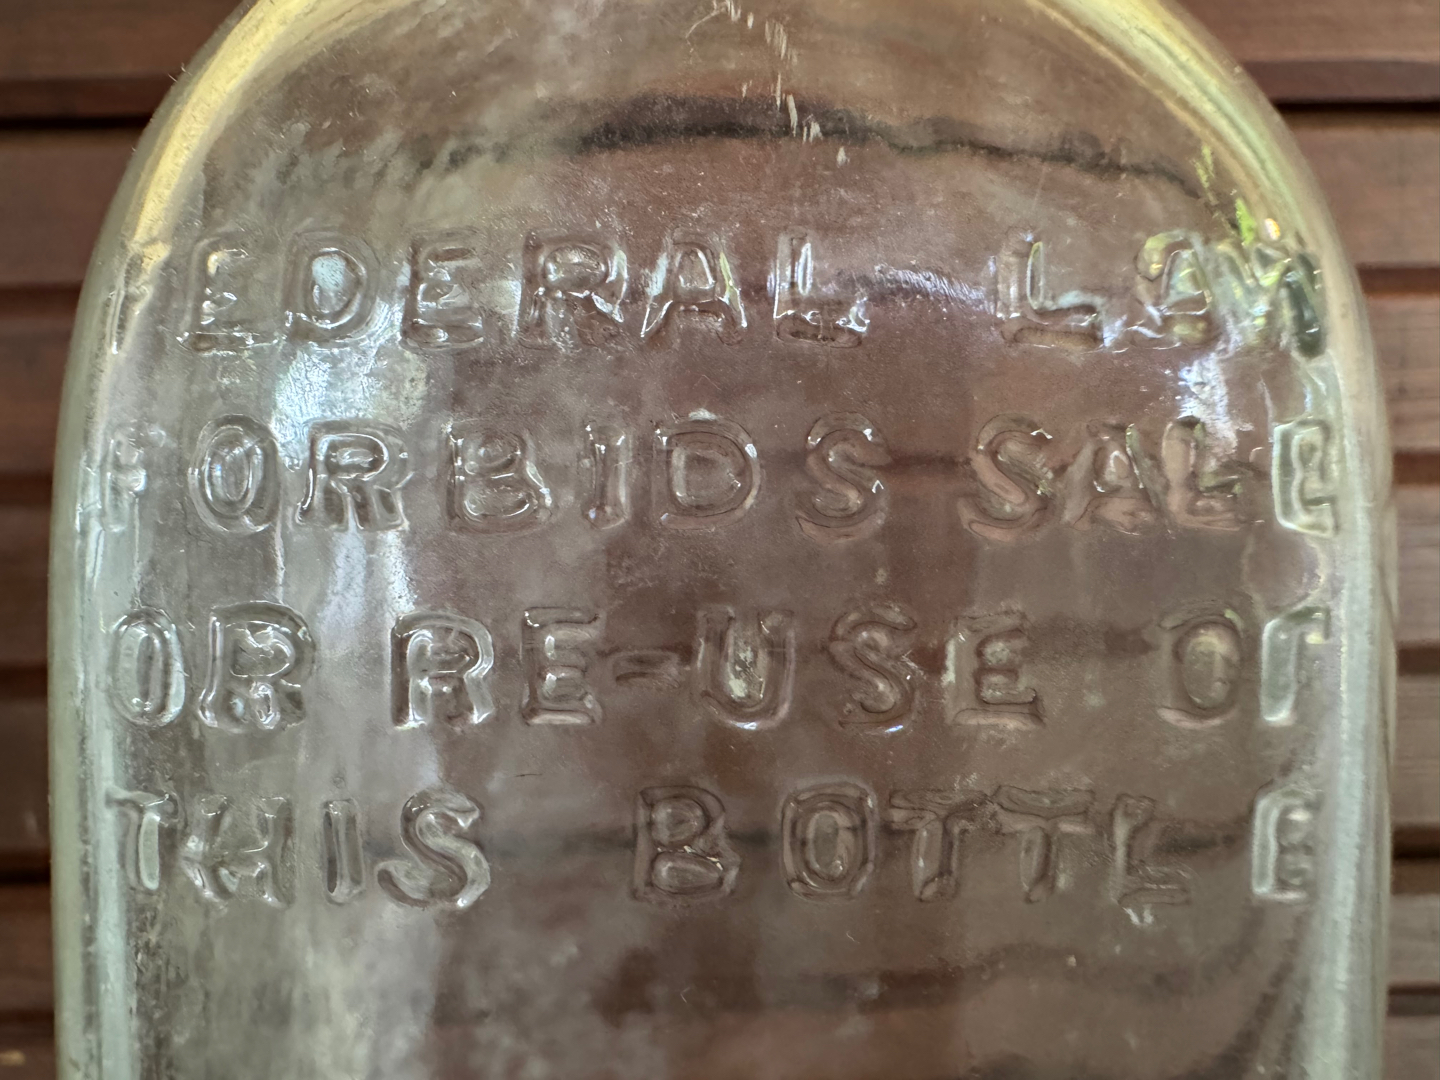 FEDERAL LAW
FORBIDS SALE
OR RE-USE OF
THIS BOTTLE